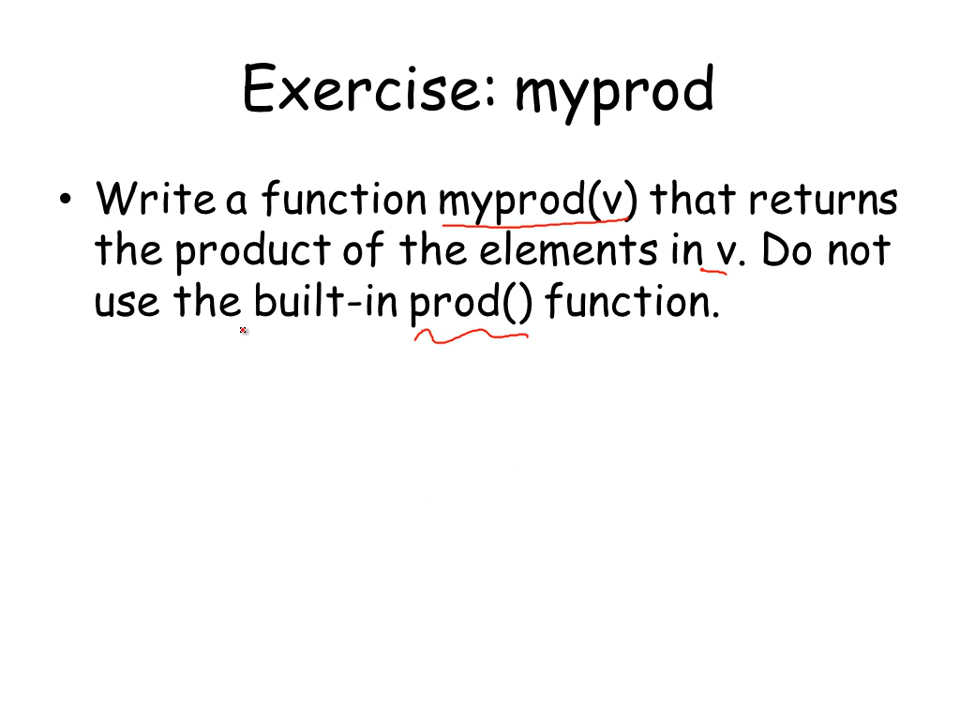 Exercise: myprod
• Write a function myprod(v) that returns
the product of the elements in v. Do not
use the built-in prod() function.